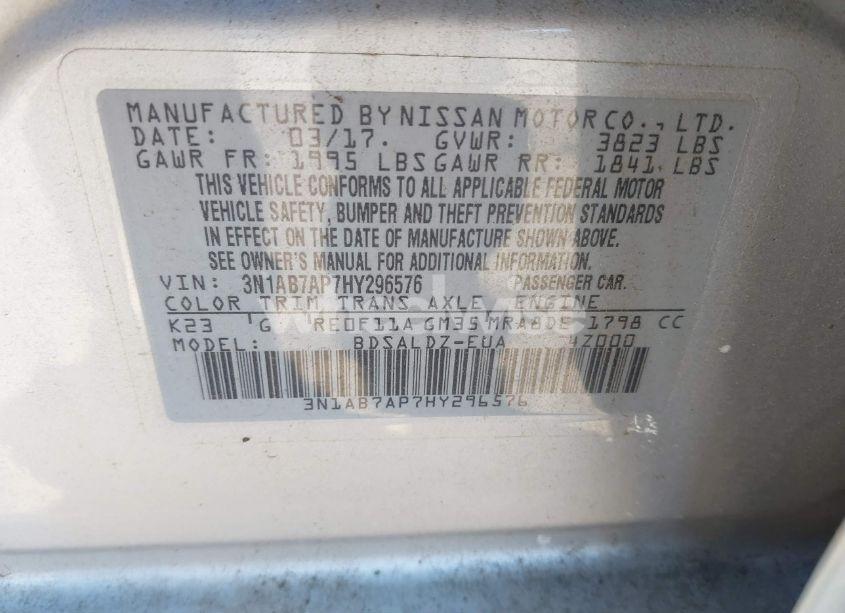 MANUFACTURED BY NISSAN MOTOR CO., LTD.
DATE: 03/17. GVWR: 3823 LBS
GAWR FR: 1995 LBS GAWR RR: 1841 LBS
THIS VEHICLE CONFORMS TO ALL APPLICABLE FEDERAL MOTOR
VEHICLE SAFETY, BUMPER AND THEFT PREVENTION STANDARDS
IN EFFECT ON THE DATE OF MANUFACTURE SHOWN ABOVE.
SEE OWNER'S MANUAL FOR ADDITIONAL INFORMATION.
VIN: 3N1AB7AP7HY296576 PASSENGER CAR.
COLOR TRIM TRANS AXLE ENGINE
K23 G RE0F11A GM35 MRA8DE 1798 CC
MODEL: BDSALDZ-EUA 4Z000
3N1AB7AP7HY296576